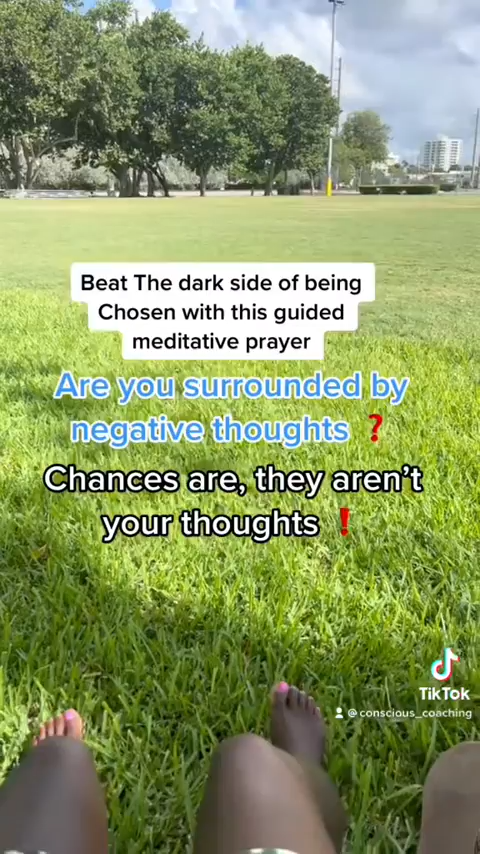 Beat The dark side of being
Chosen with this guided
meditative prayer
Are you surrounded by
negative thoughts ❓
Chances are, they aren’t
your thoughts❗
TikTok
@conscious_coaching